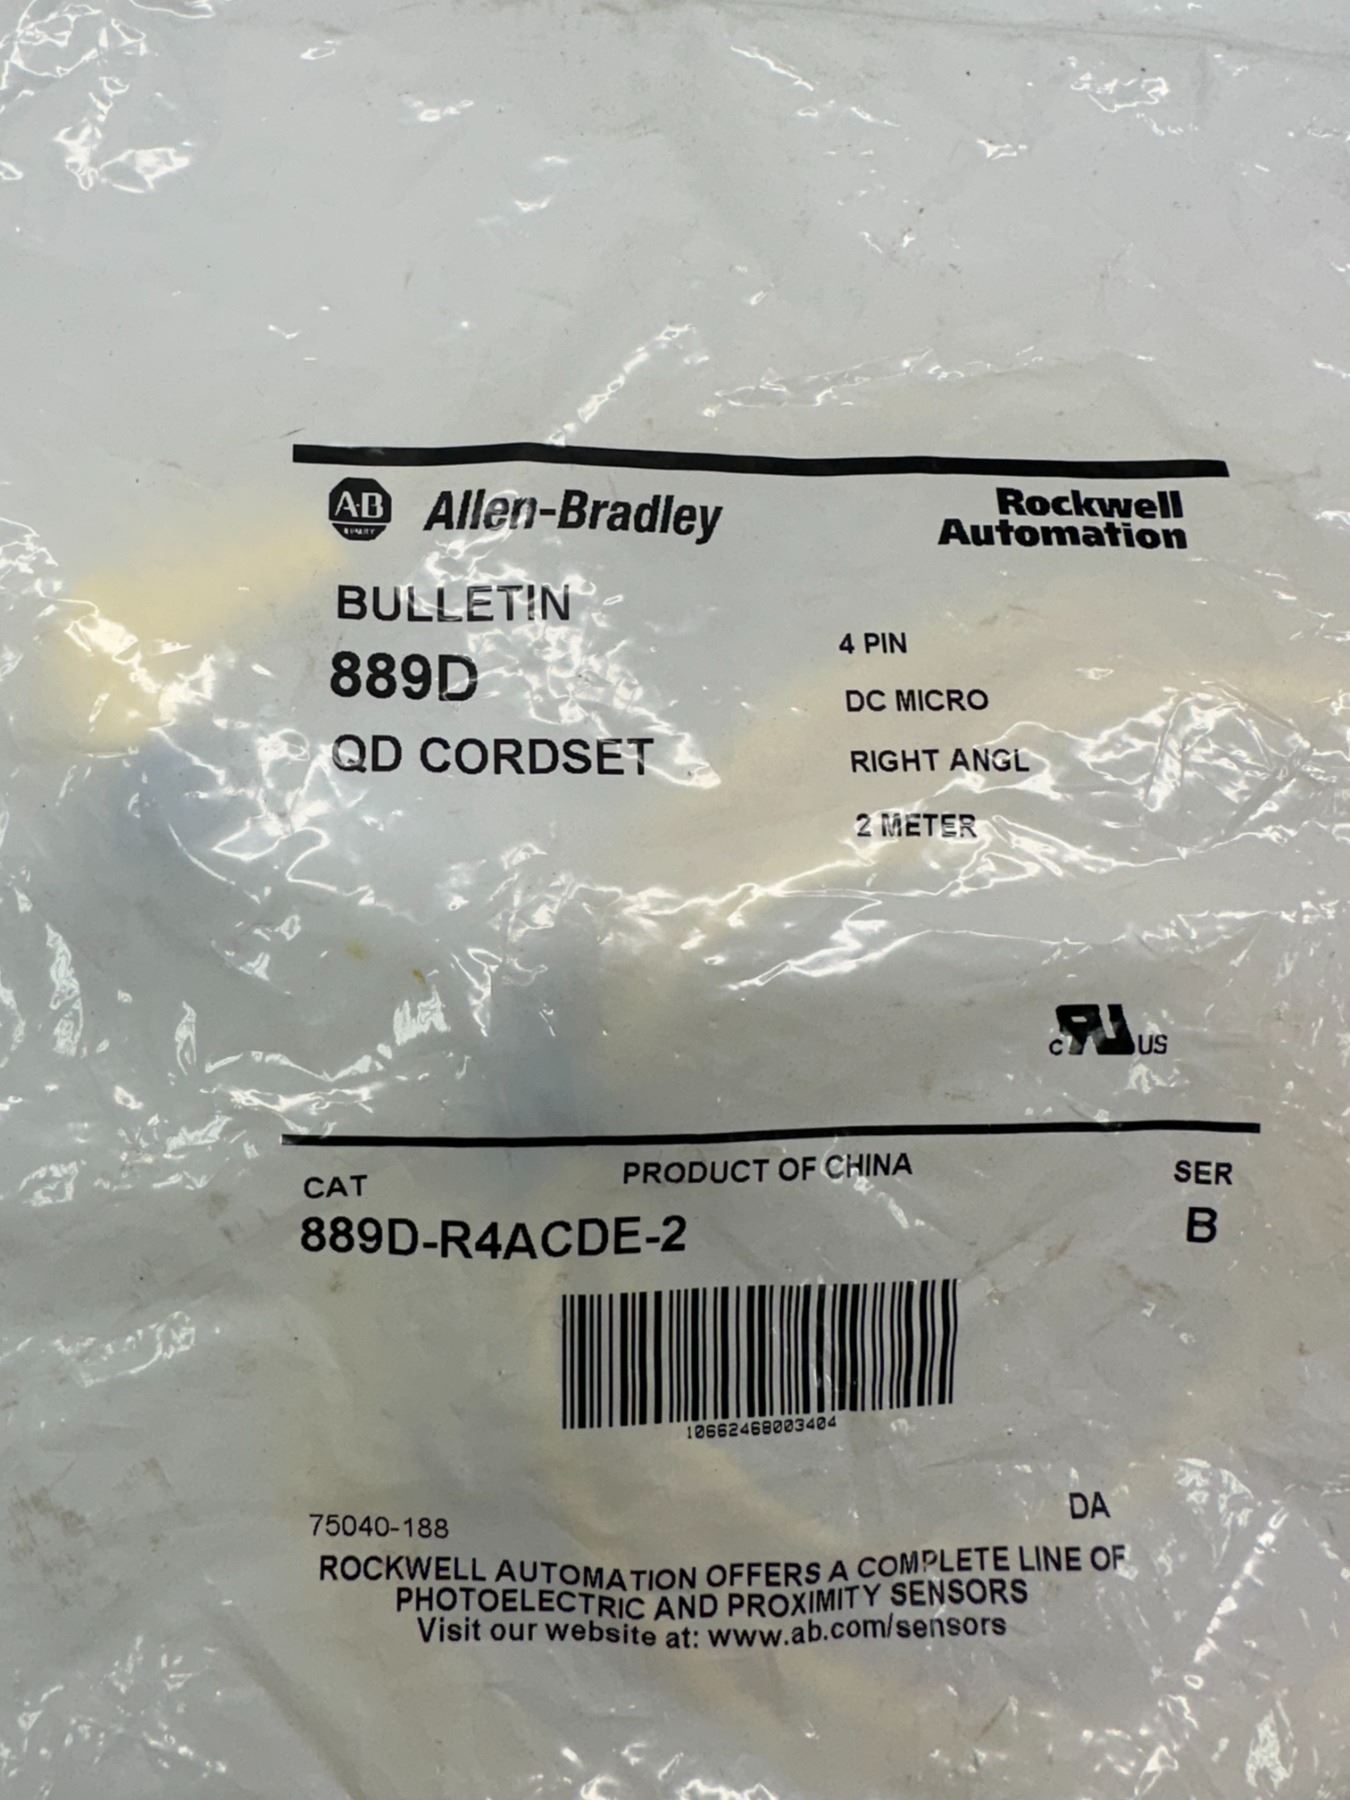 A·B
QUALITY
Allen-Bradley
Rockwell
Automation
BULLETIN
889D
QD CORDSET
4 PIN
DC MICRO
RIGHT ANGL
2 METER
c RU US
CAT
PRODUCT OF CHINA
SER
889D-R4ACDE-2
B
10662468003404
75040-188
DA
ROCKWELL AUTOMATION OFFERS A COMPLETE LINE OF
PHOTOELECTRIC AND PROXIMITY SENSORS
Visit our website at: www.ab.com/sensors